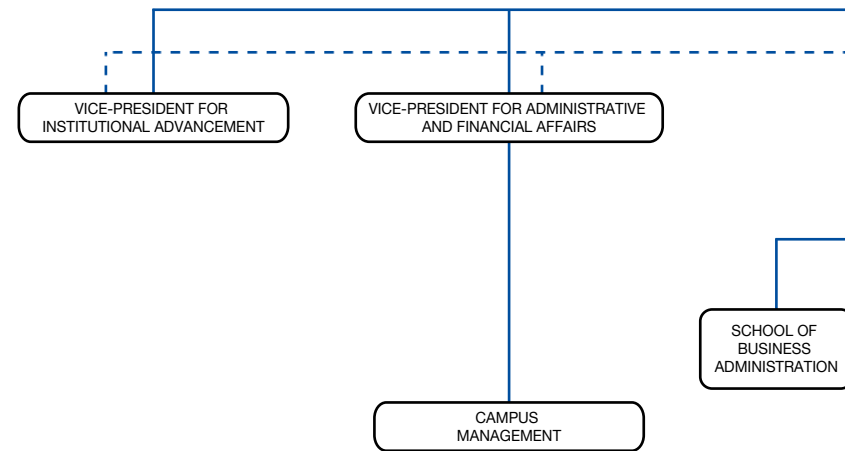 VICE-PRESIDENT FOR
INSTITUTIONAL ADVANCEMENT
VICE-PRESIDENT FOR ADMINISTRATIVE
AND FINANCIAL AFFAIRS
SCHOOL OF
BUSINESS
ADMINISTRATION
CAMPUS
MANAGEMENT